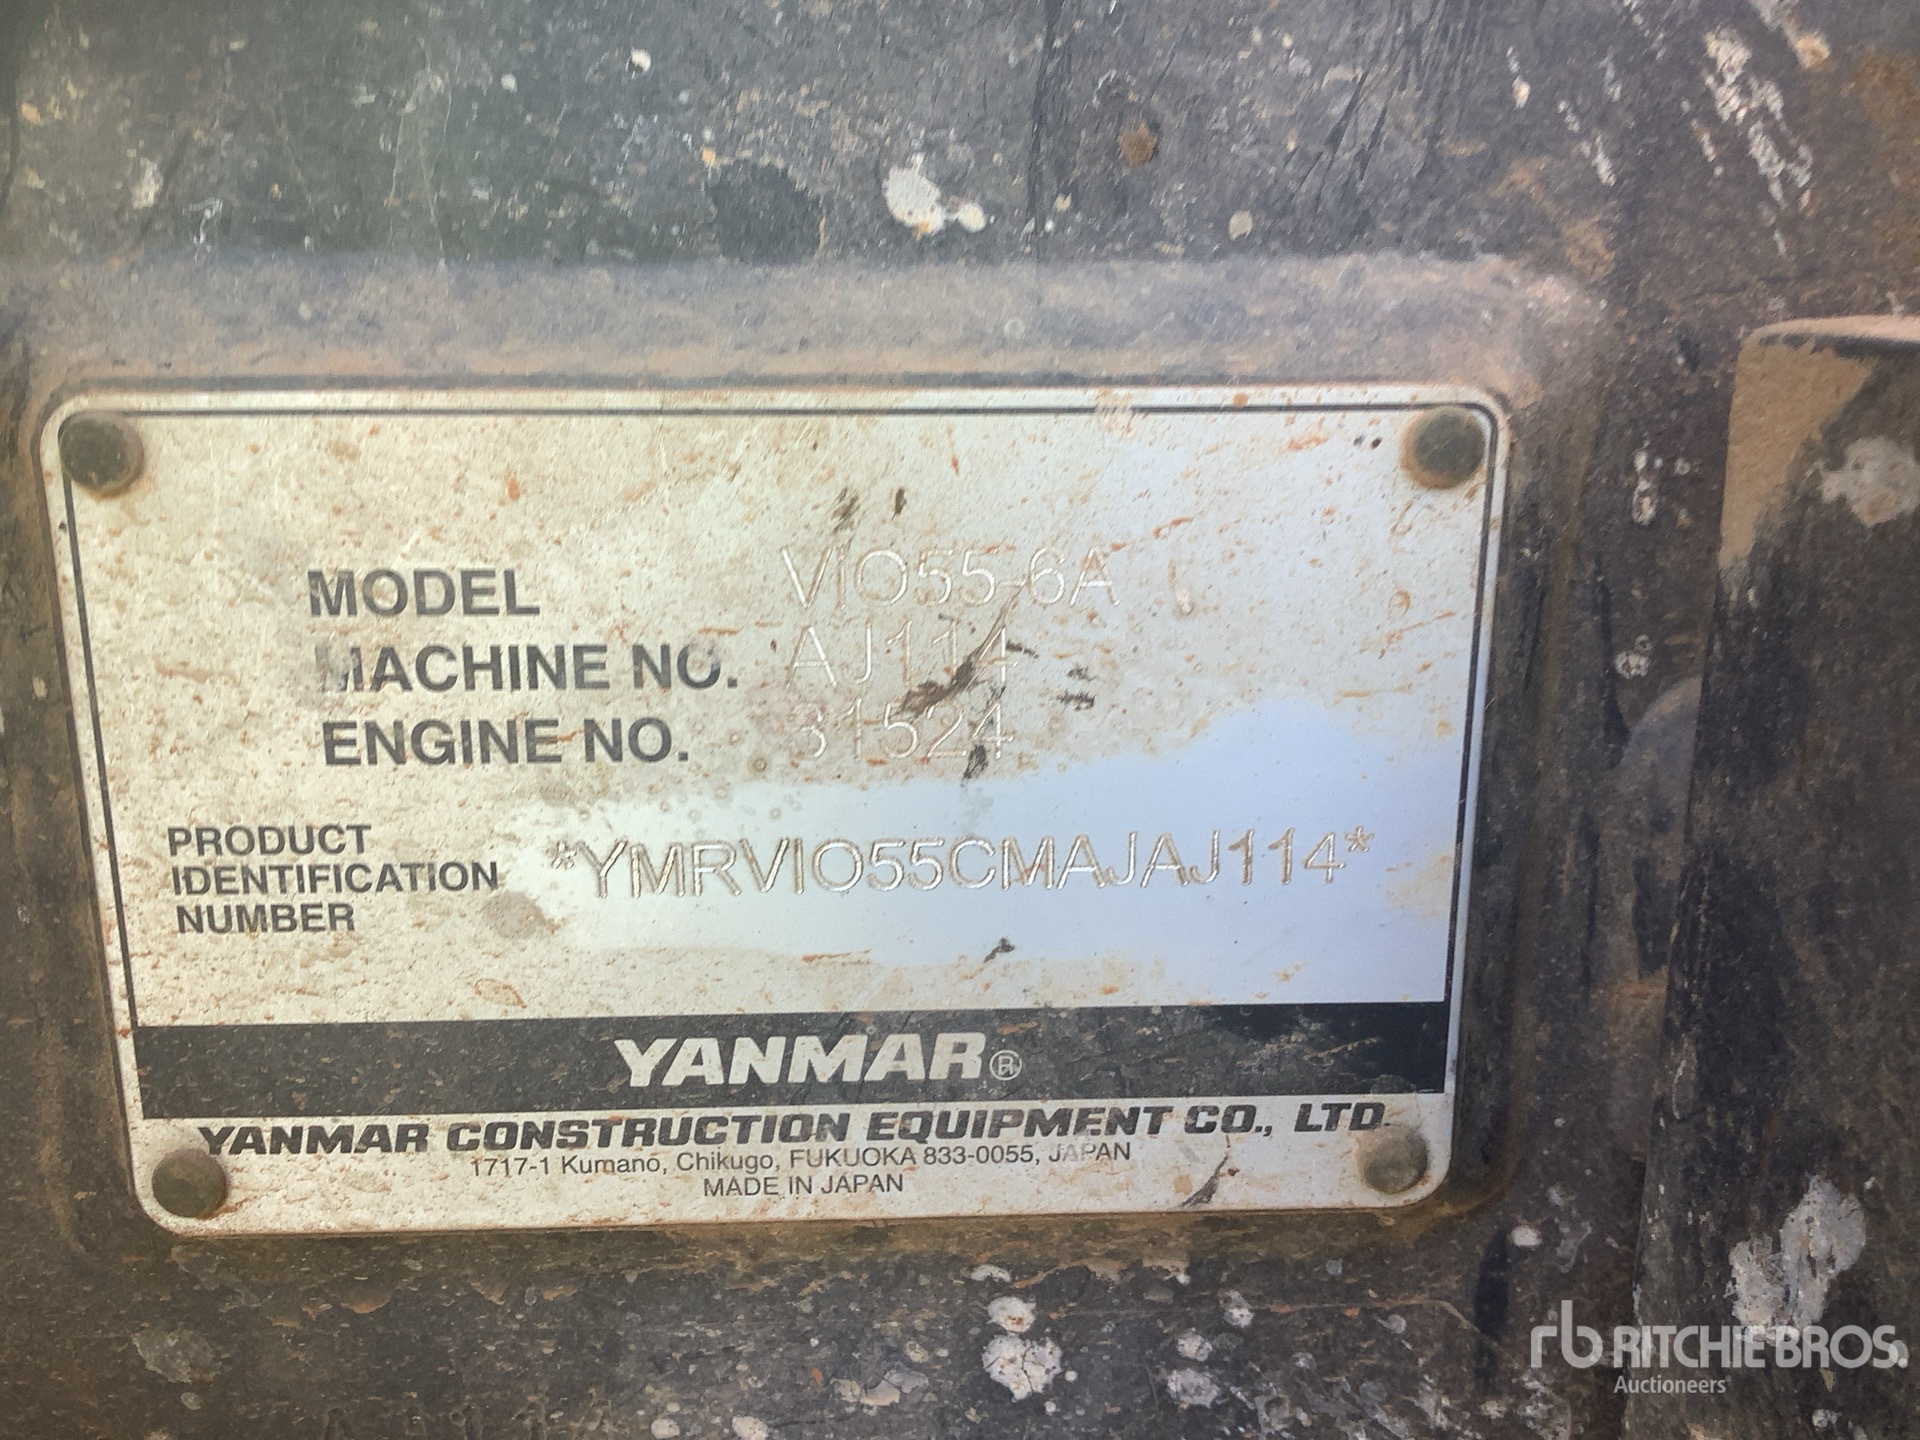 MODEL VIO55-6A
MACHINE NO. AJ114
ENGINE NO. 31524
PRODUCT
IDENTIFICATION
NUMBER
*YMRVIO55CMAJAJ114*
YANMAR®
YANMAR CONSTRUCTION EQUIPMENT CO., LTD.
1717-1 Kumano, Chikugo, FUKUOKA 833-0055, JAPAN
MADE IN JAPAN
rb RITCHIE BROS.
Auctioneers